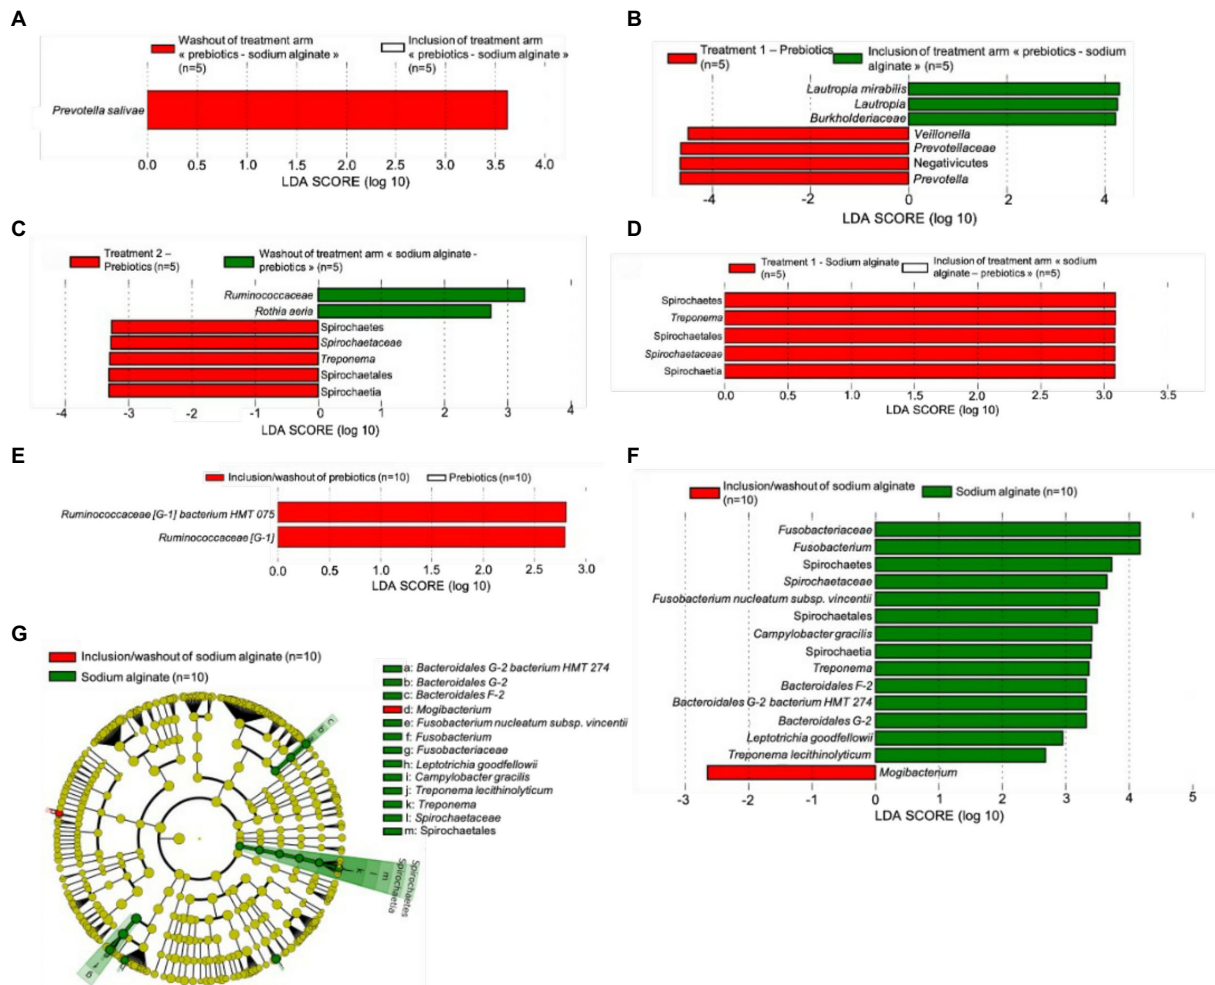 A
Washout of treatment arm
« prebiotics - sodium alginate »
(n=5)
Inclusion of treatment arm
« prebiotics - sodium alginate »
(n=5)
Prevotella salivae
0.0 0.5 1.0 1.5 2.0 2.5 3.0 3.5 4.0
LDA SCORE (log 10)
B
Treatment 1 – Prebiotics
(n=5)
Inclusion of treatment arm « prebiotics - sodium
alginate » (n=5)
Lautropia mirabilis
Lautropia
Burkholderiaceae
Veillonella
Prevotellaceae
Negativicutes
Prevotella
-4 -2 0 2 4
LDA SCORE (log 10)
C
Treatment 2 –
Prebiotics (n=5)
Washout of treatment arm « sodium alginate -
prebiotics » (n=5)
Ruminococcaceae
Rothia aeria
Spirochaetes
Spirochaetaceae
Treponema
Spirochaetales
Spirochaetia
-4 -3 -2 -1 0 1 2 3 4
LDA SCORE (log 10)
D
Treatment 1 - Sodium alginate
(n=5)
Inclusion of treatment arm « sodium
alginate – prebiotics » (n=5)
Spirochaetes
Treponema
Spirochaetales
Spirochaetaceae
Spirochaetia
0.0 0.5 1.0 1.5 2.0 2.5 3.0 3.5
LDA SCORE (log 10)
E
Inclusion/washout of prebiotics (n=10)
Prebiotics (n=10)
Ruminococcaceae [G-1] bacterium HMT 075
Ruminococcaceae [G-1]
0.0 0.5 1.0 1.5 2.0 2.5 3.0
LDA SCORE (log 10)
F
Inclusion/washout of sodium alginate
(n=10)
Sodium alginate (n=10)
Fusobacteriaceae
Fusobacterium
Spirochaetes
Spirochaetaceae
Fusobacterium nucleatum subsp. vincentii
Spirochaetales
Campylobacter gracilis
Spirochaetia
Treponema
Bacteroidales F-2
Bacteroidales G-2 bacterium HMT 274
Bacteroidales G-2
Leptotrichia goodfellowii
Treponema lecithinolyticum
Mogibacterium
-3 -2 -1 0 1 2 3 4 5
LDA SCORE (log 10)
G
Inclusion/washout of sodium alginate (n=10)
Sodium alginate (n=10)
a: Bacteroidales G-2 bacterium HMT 274
b: Bacteroidales G-2
c: Bacteroidales F-2
d: Mogibacterium
e: Fusobacterium nucleatum subsp. vincentii
f: Fusobacterium
g: Fusobacteriaceae
h: Leptotrichia goodfellowii
i: Campylobacter gracilis
j: Treponema lecithinolyticum
k: Treponema
l: Spirochaetaceae
m: Spirochaetales
k
l
m
Spirochaetes
Spirochaetia